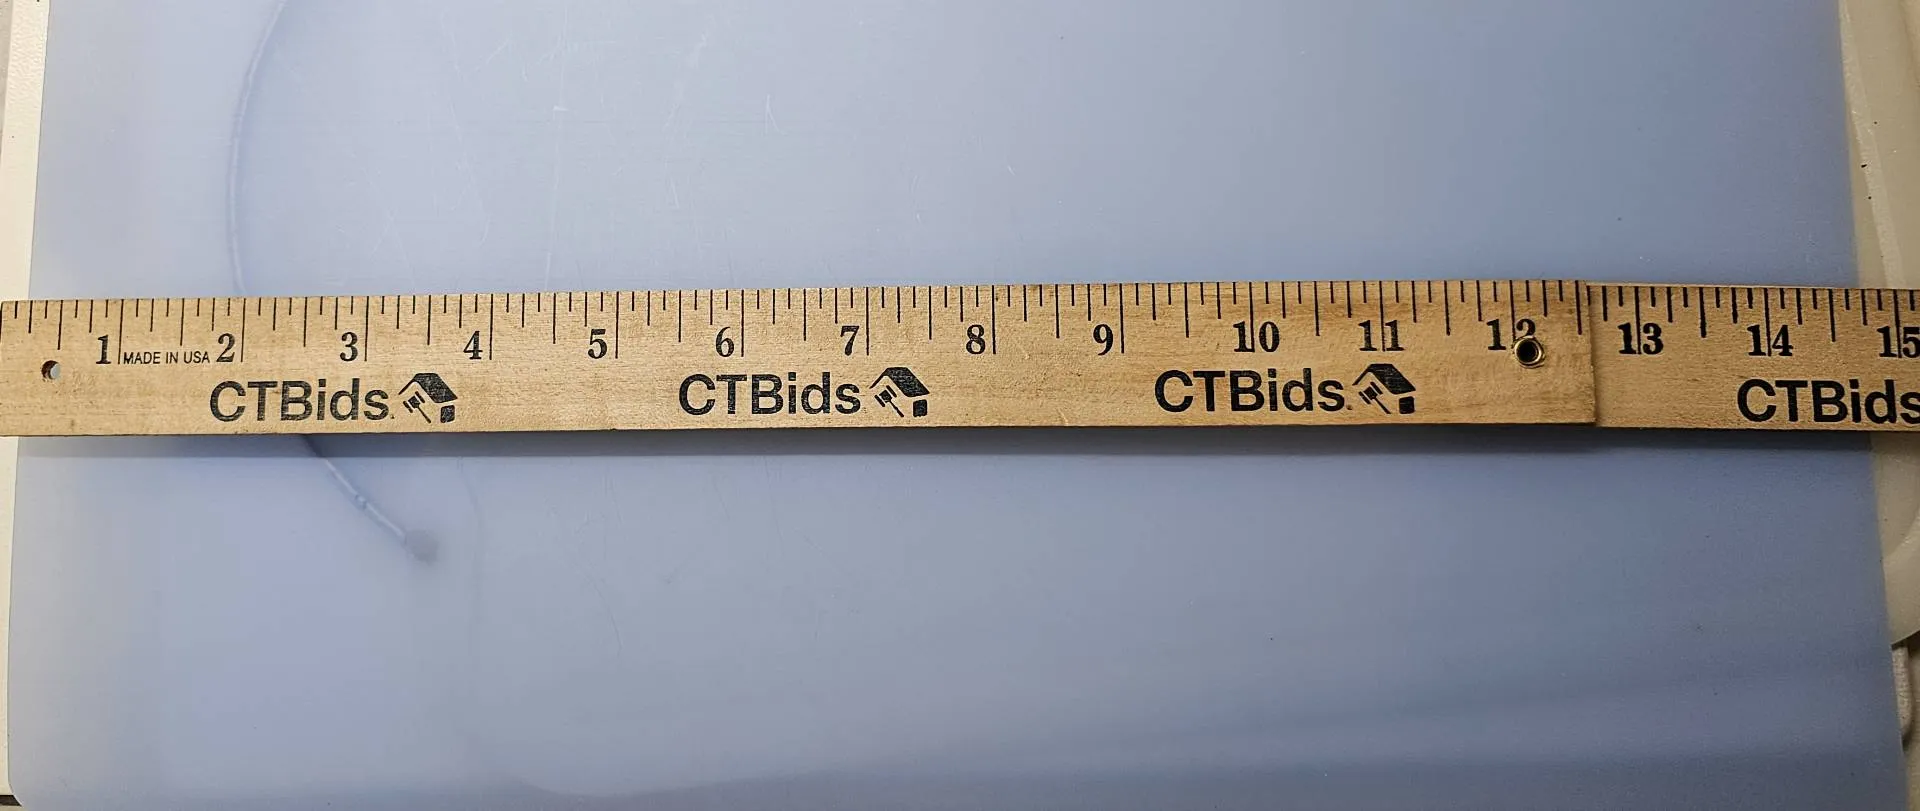 1 MADE IN USA 2 3 4 5 6 7 8 9 10 11 12 13 14 15
CTBids. CTBids CTBids. CTBids